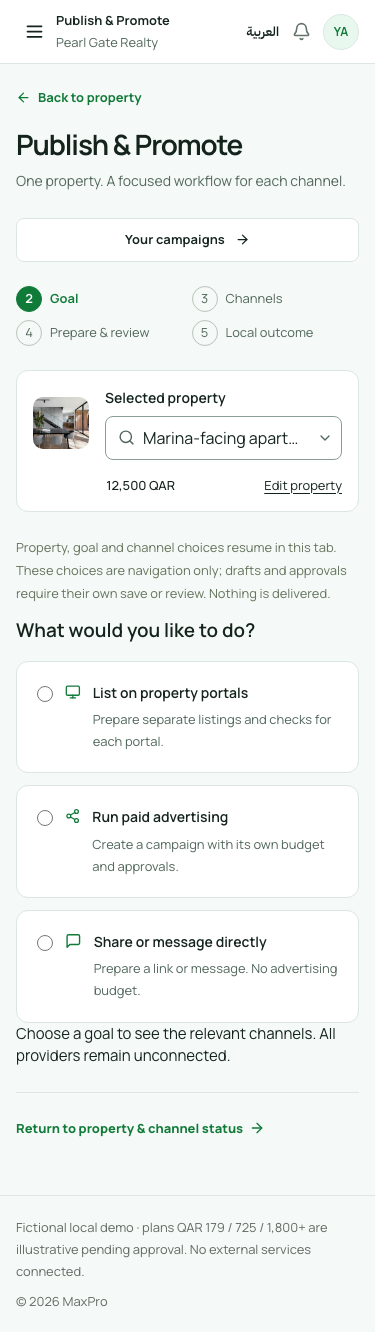 Publish & Promote
Pearl Gate Realty
العربية
YA
Back to property
Publish & Promote
One property. A focused workflow for each channel.
Your campaigns
2 Goal
3 Channels
4 Prepare & review
5 Local outcome
Selected property
Marina-facing apart...
12,500 QAR
Edit property
Property, goal and channel choices resume in this tab.
These choices are navigation only; drafts and approvals
require their own save or review. Nothing is delivered.
What would you like to do?
List on property portals
Prepare separate listings and checks for
each portal.
Run paid advertising
Create a campaign with its own budget
and approvals.
Share or message directly
Prepare a link or message. No advertising
budget.
Choose a goal to see the relevant channels. All
providers remain unconnected.
Return to property & channel status
Fictional local demo · plans QAR 179 / 725 / 1,800+ are
illustrative pending approval. No external services
connected.
© 2026 MaxPro